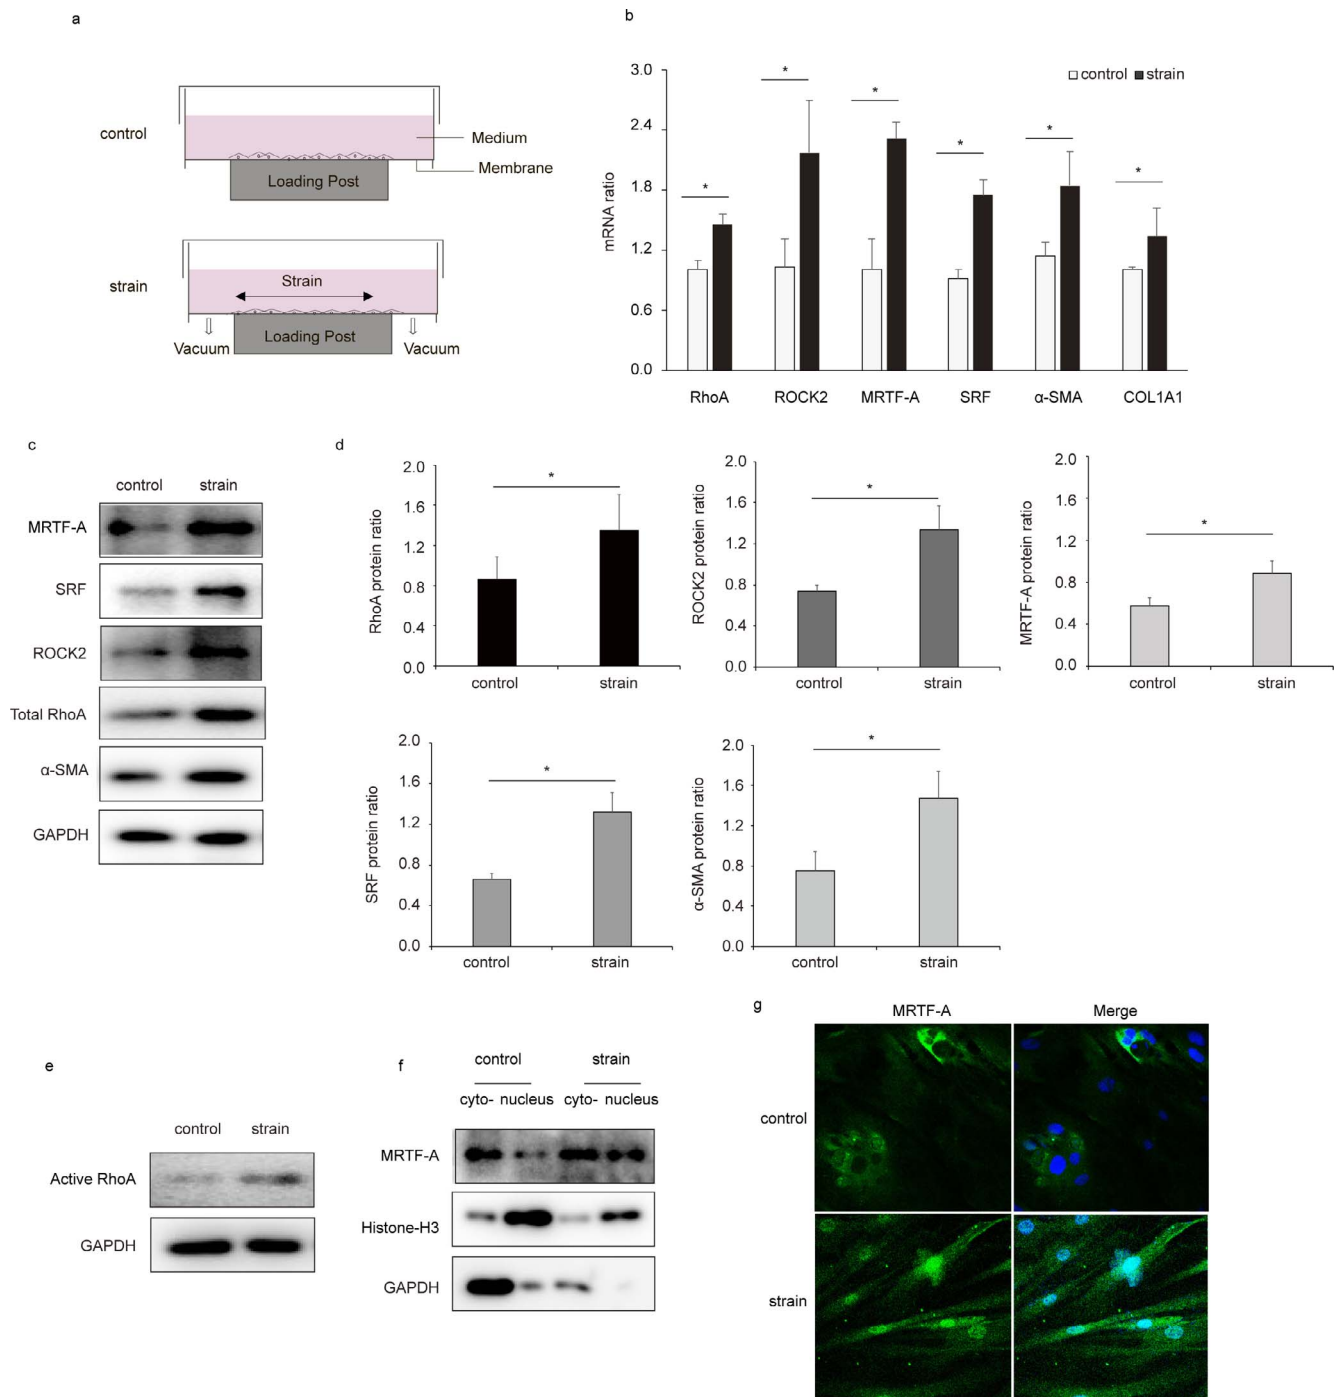 a
control
Medium
Membrane
Loading Post
strain
Strain
Loading Post
Vacuum
Vacuum
b
control strain
mRNA ratio
3.0
2.4
1.8
1.2
0.6
0.0
* * * * * *
RhoA ROCK2 MRTF-A SRF α-SMA COL1A1
c
control strain
MRTF-A
SRF
ROCK2
Total RhoA
α-SMA
GAPDH
d
RhoA protein ratio
2.0
1.6
1.2
0.8
0.4
0.0
*
control strain
ROCK2 protein ratio
2.0
1.6
1.2
0.8
0.4
0.0
*
control strain
MRTF-A protein ratio
2.0
1.6
1.2
0.8
0.4
0.0
*
control strain
SRF protein ratio
2.0
1.6
1.2
0.8
0.4
0.0
*
control strain
α-SMA protein ratio
2.0
1.6
1.2
0.8
0.4
0.0
*
control strain
e
control strain
Active RhoA
GAPDH
f
control strain
cyto- nucleus cyto- nucleus
MRTF-A
Histone-H3
GAPDH
g
MRTF-A Merge
control
strain